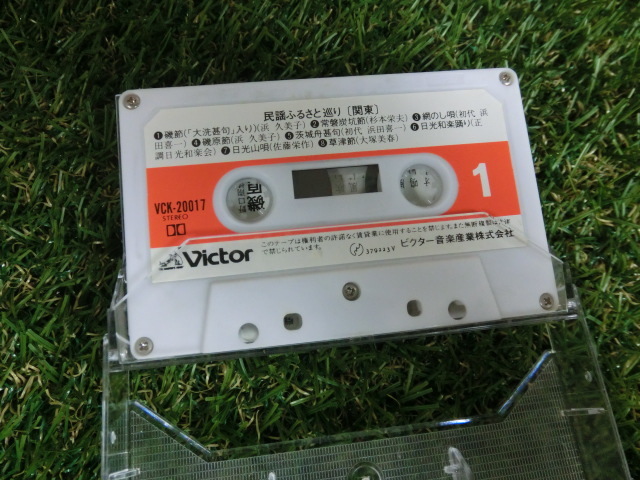 民謡ふるさと巡り〔関東〕
❶磯節(「大洗甚句」入り)(浜 久美子)❷常磐炭坑節(杉本栄夫)❸網のし唄(初代 浜
田喜一)❹磯原節(浜 久美子)❺茨城舟甚句(初代 浜田喜一)❻日光和楽踊り(正
調日光和楽会)❼日光山唄(佐藤栄作)❽草津節(大塚美春)
VCK-20017
STEREO
1
Victor
このテープは権利者の許諾なく賃貸業に使用することを禁じます。また無断複製は法律
で禁じられています。
ビクター音楽産業株式会社